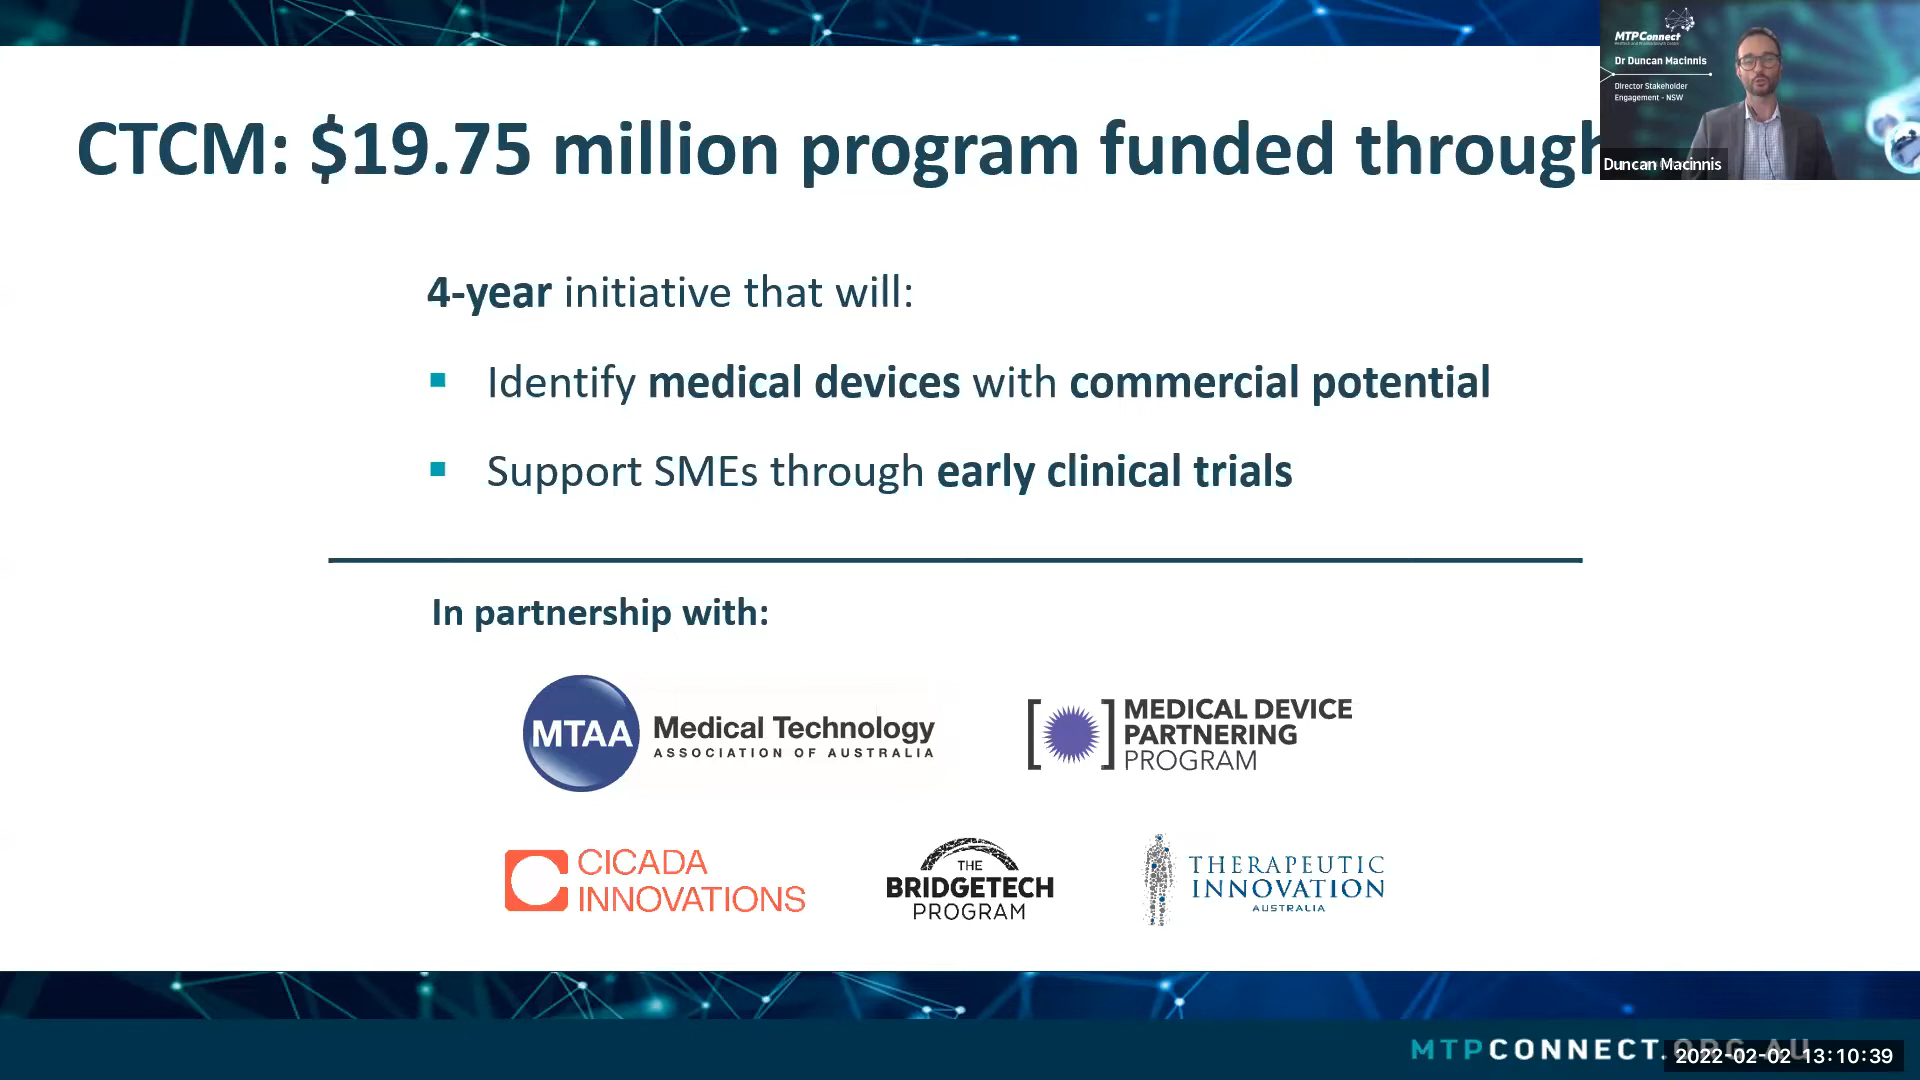 CTCM: $19.75 million program funded through
MTPConnect
Dr Duncan Macinnis
Director Stakeholder
Engagement - NSW
Duncan Macinnis
4-year initiative that will:
▪ Identify medical devices with commercial potential
▪ Support SMEs through early clinical trials
In partnership with:
MTAA
Medical Technology
ASSOCIATION OF AUSTRALIA
MEDICAL DEVICE
PARTNERING
PROGRAM
CICADA
INNOVATIONS
THE
BRIDGETECH
PROGRAM
THERAPEUTIC
INNOVATION
AUSTRALIA
MTPCONNECT.ORG.AU
2022-02-02 13:10:39